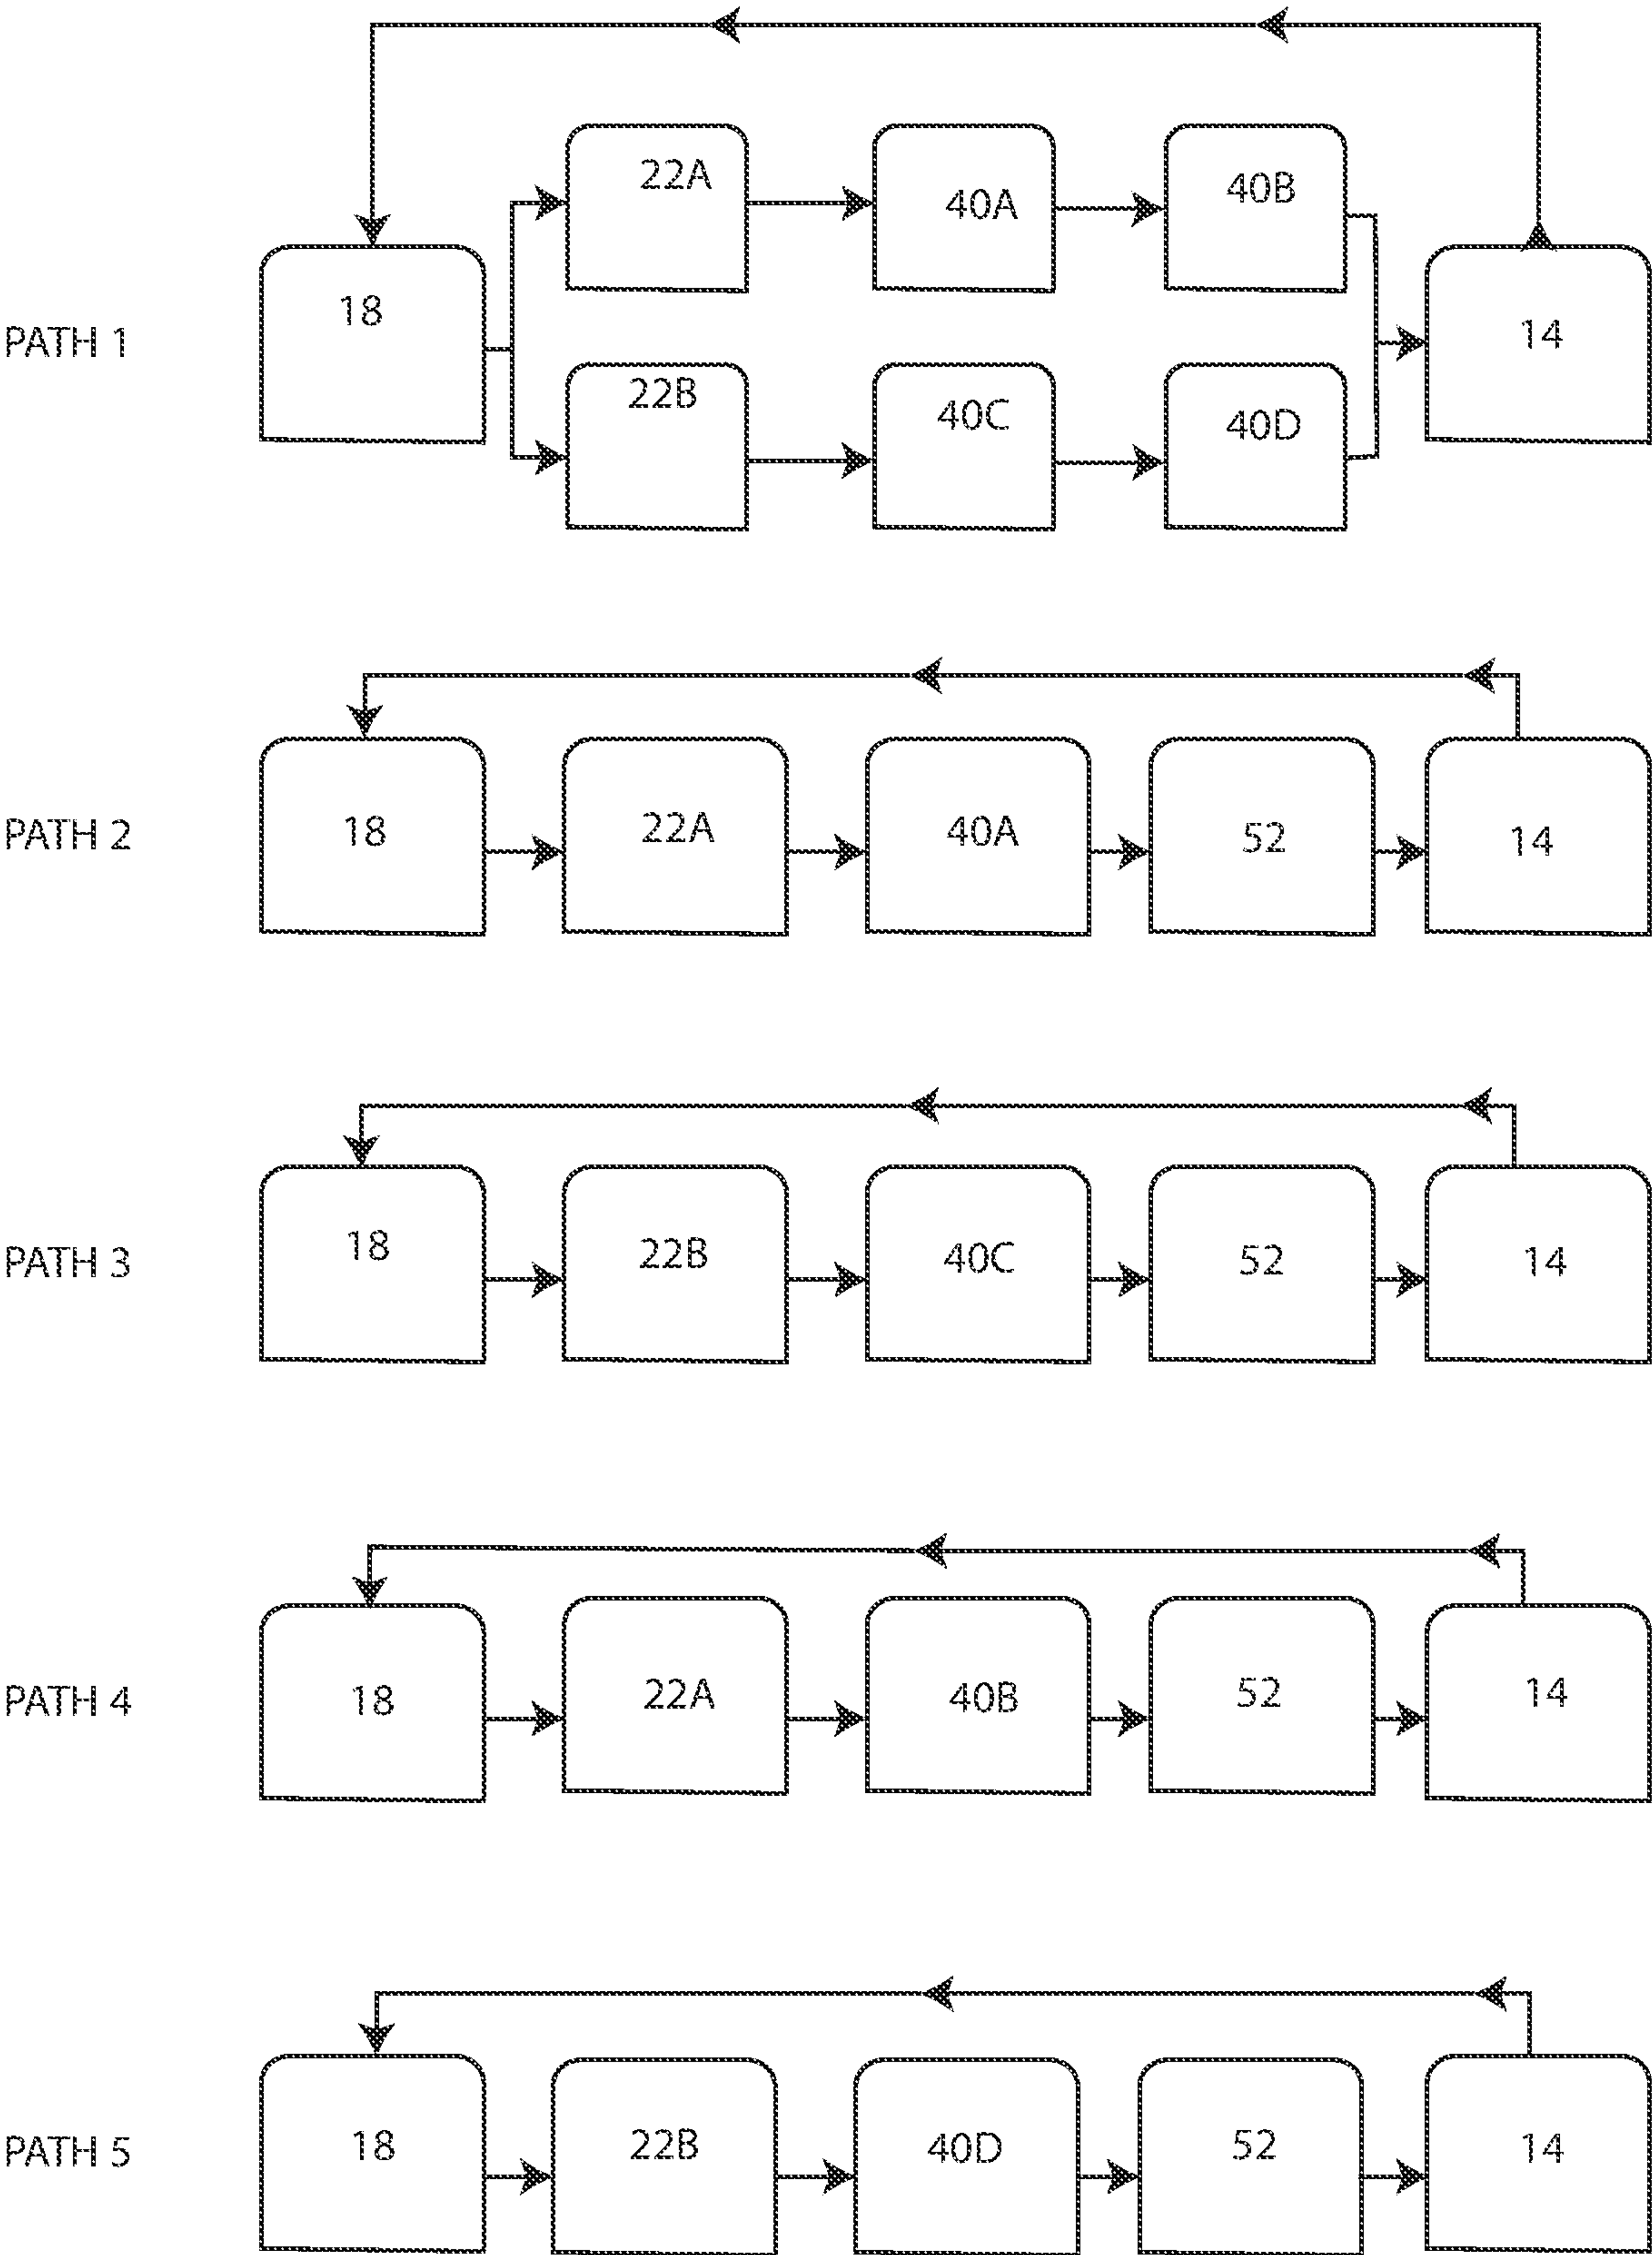 22A 40A 40B
PATH 1 18 14
22B 40C 40D
PATH 2 18 22A 40A 52 14
PATH 3 18 22B 40C 52 14
PATH 4 18 22A 40B 52 14
PATH 5 18 22B 40D 52 14